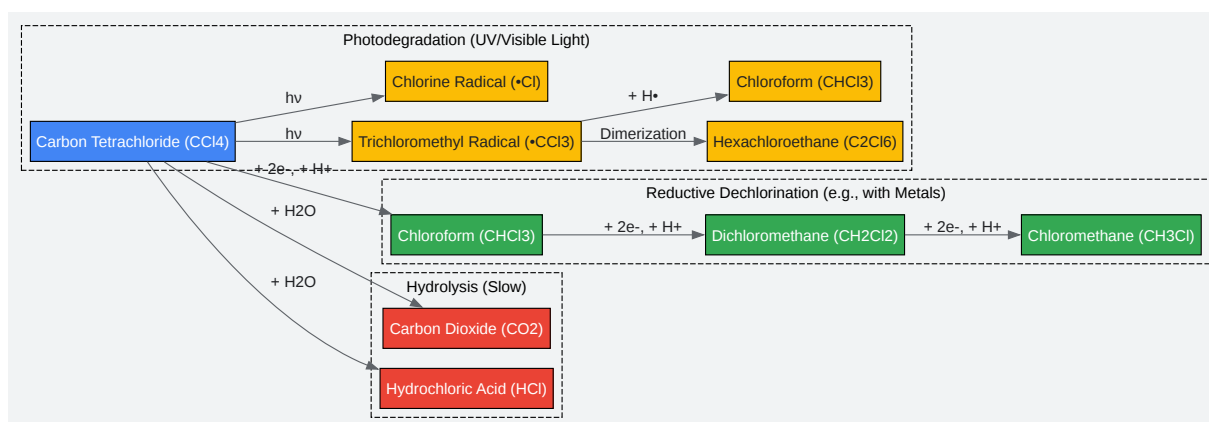 Photodegradation (UV/Visible Light)
Chlorine Radical (•Cl)
Chloroform (CHCl3)
hν
+ H•
Carbon Tetrachloride (CCl4)
hν
Trichloromethyl Radical (•CCl3)
Dimerization
Hexachloroethane (C2Cl6)
+ 2e-, + H+
Reductive Dechlorination (e.g., with Metals)
+ H2O
Chloroform (CHCl3)
+ 2e-, + H+
Dichloromethane (CH2Cl2)
+ 2e-, + H+
Chloromethane (CH3Cl)
+ H2O
Hydrolysis (Slow)
Carbon Dioxide (CO2)
Hydrochloric Acid (HCl)